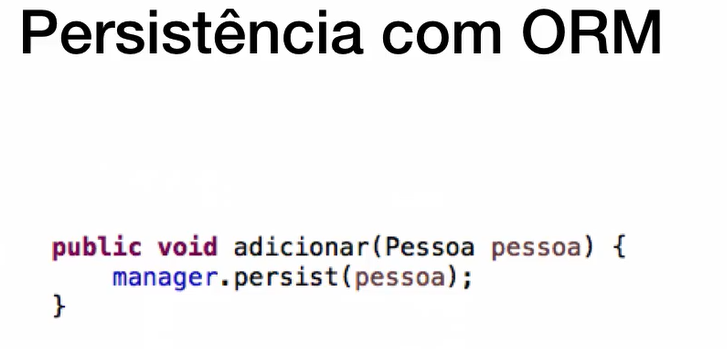 Persistência com ORM
public void adicionar(Pessoa pessoa) {
    manager.persist(pessoa);
}